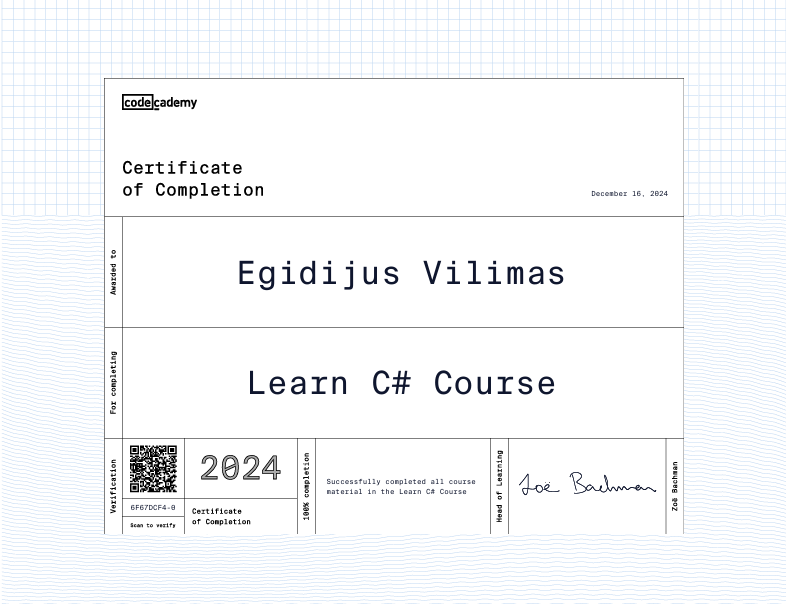 codecademy
Certificate
of Completion
December 16, 2024
Awarded to
Egidijus Vilimas
For completing
Learn C# Course
Verification
6F67DCF4-0
Scan to verify
2024
Certificate
of Completion
100% completion
Successfully completed all course
material in the Learn C# Course
Head of Learning
Zoë Bachman
Zoë Bachman